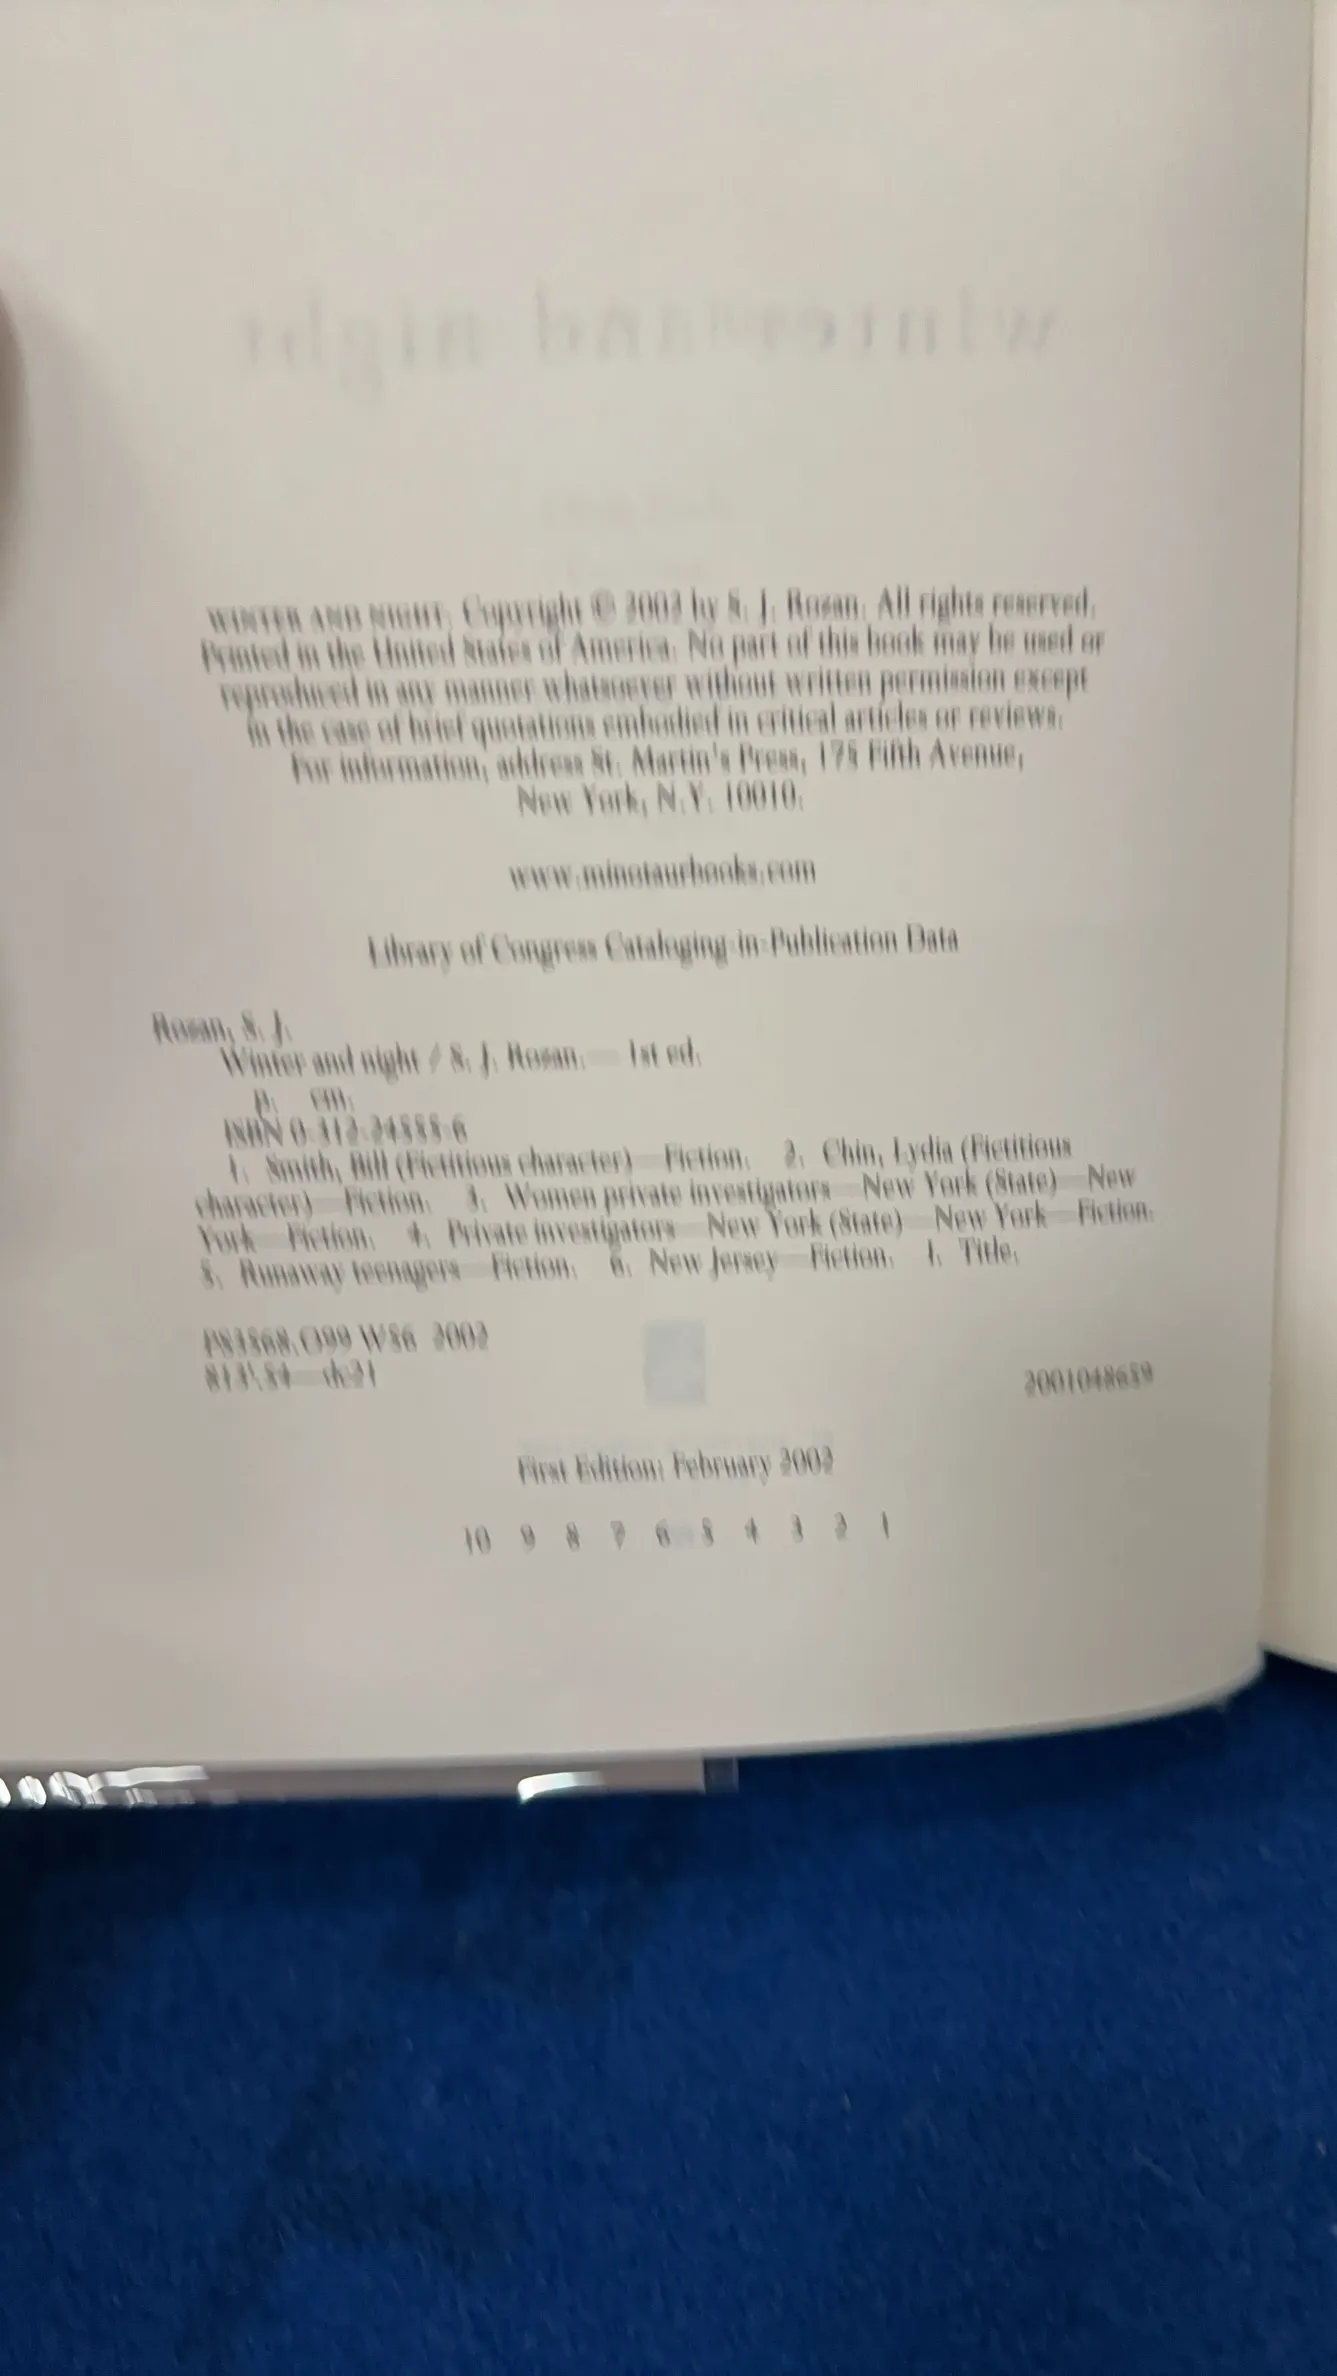 WINTER AND NIGHT. Copyright © 2002 by S. J. Rozan. All rights reserved.
Printed in the United States of America. No part of this book may be used or
reproduced in any manner whatsoever without written permission except
in the case of brief quotations embodied in critical articles or reviews.
For information, address St. Martin's Press, 175 Fifth Avenue,
New York, N.Y. 10010.
www.minotaurbooks.com
Library of Congress Cataloging-in-Publication Data
Rozan, S. J.
Winter and night / S. J. Rozan.—1st ed.
p. cm.
ISBN 0-312-24555-6
1. Smith, Bill (Fictitious character)—Fiction. 2. Chin, Lydia (Fictitious
character)—Fiction. 3. Women private investigators—New York (State)—New
York—Fiction. 4. Private investigators—New York (State)—New York—Fiction.
5. Runaway teenagers—Fiction. 6. New Jersey—Fiction. I. Title.
PS3568.O99 W56 2002
813'.54—dc21
2001048659
First Edition: February 2002
10 9 8 7 6 5 4 3 2 1